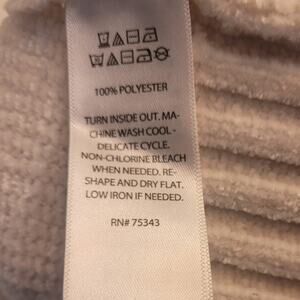 100% POLYESTER
TURN INSIDE OUT. MA-
CHINE WASH COOL -
DELICATE CYCLE.
NON-CHLORINE BLEACH
WHEN NEEDED. RE-
SHAPE AND DRY FLAT.
LOW IRON IF NEEDED.
RN# 75343